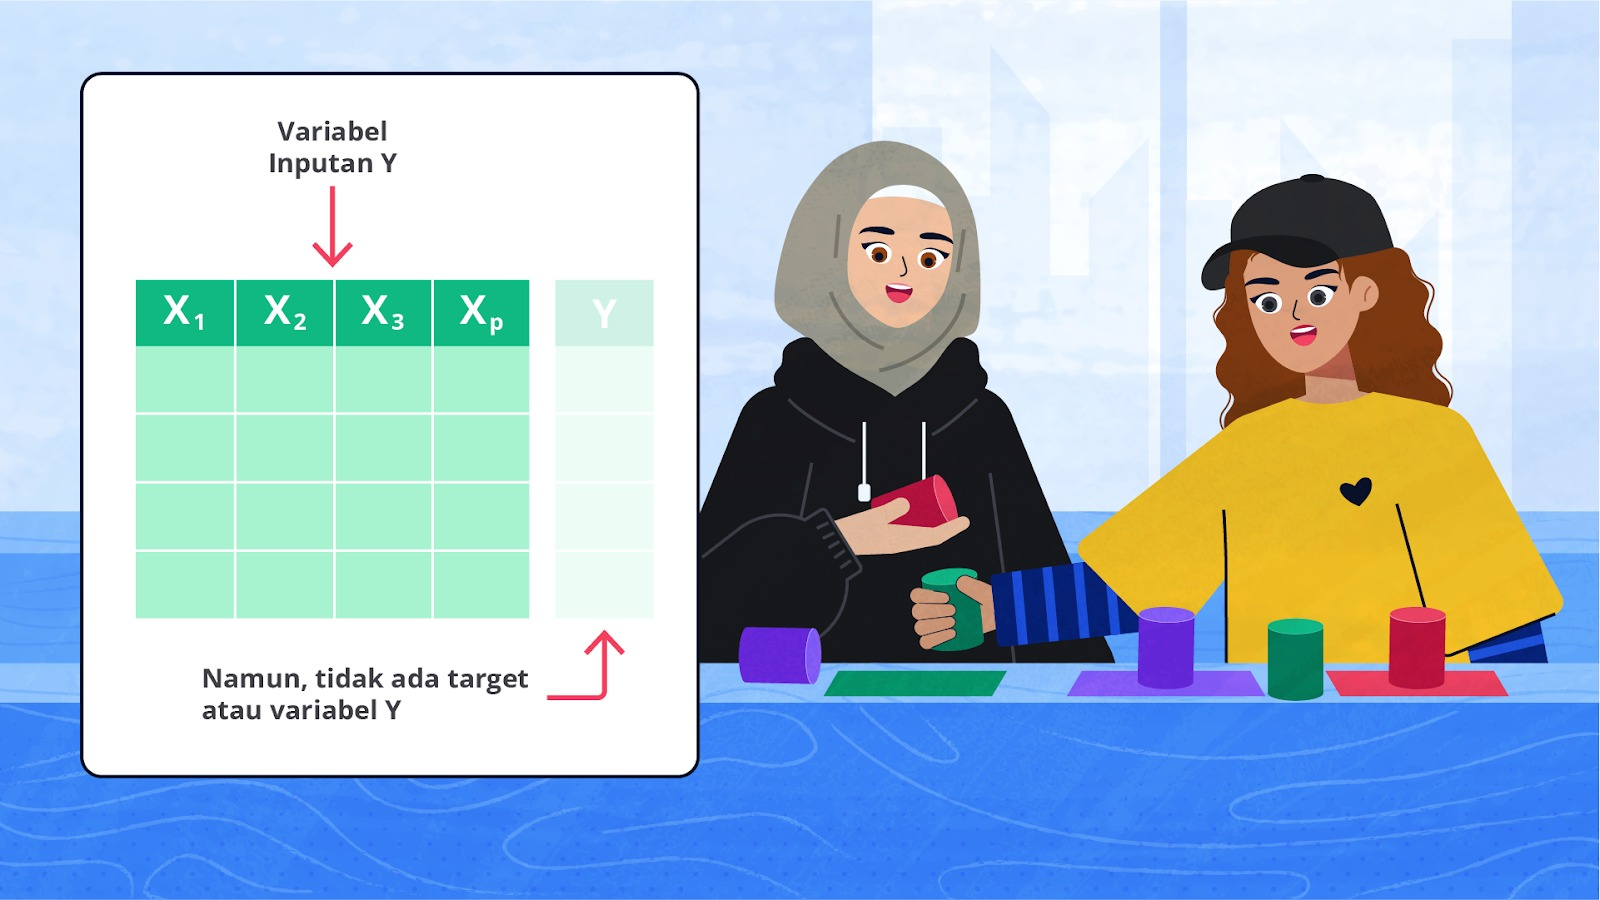 Variabel
Inputan Y
X1 X2 X3 Xp Y
Namun, tidak ada target
atau variabel Y